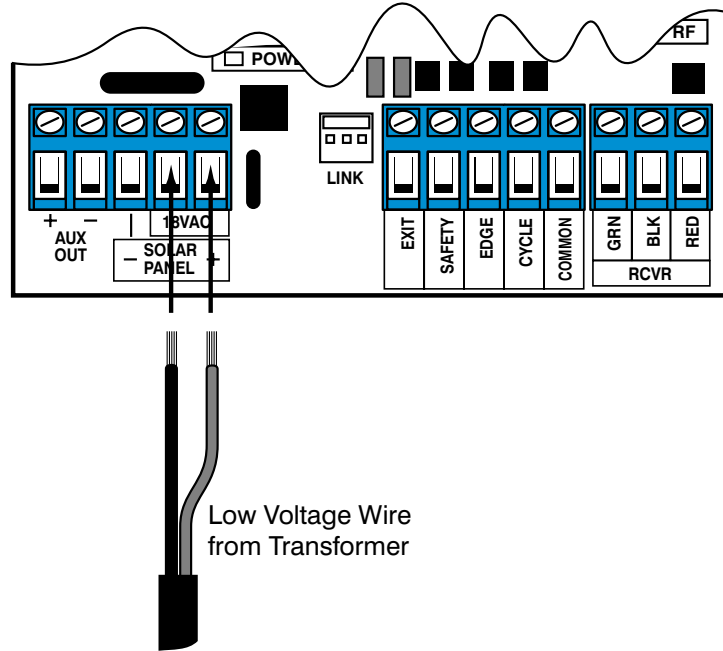 RF
POW
LINK
+ – | 18VAC
AUX
OUT
– SOLAR +
PANEL
EXIT
SAFETY
EDGE
CYCLE
COMMON
GRN
BLK
RED
RCVR
Low Voltage Wire
from Transformer